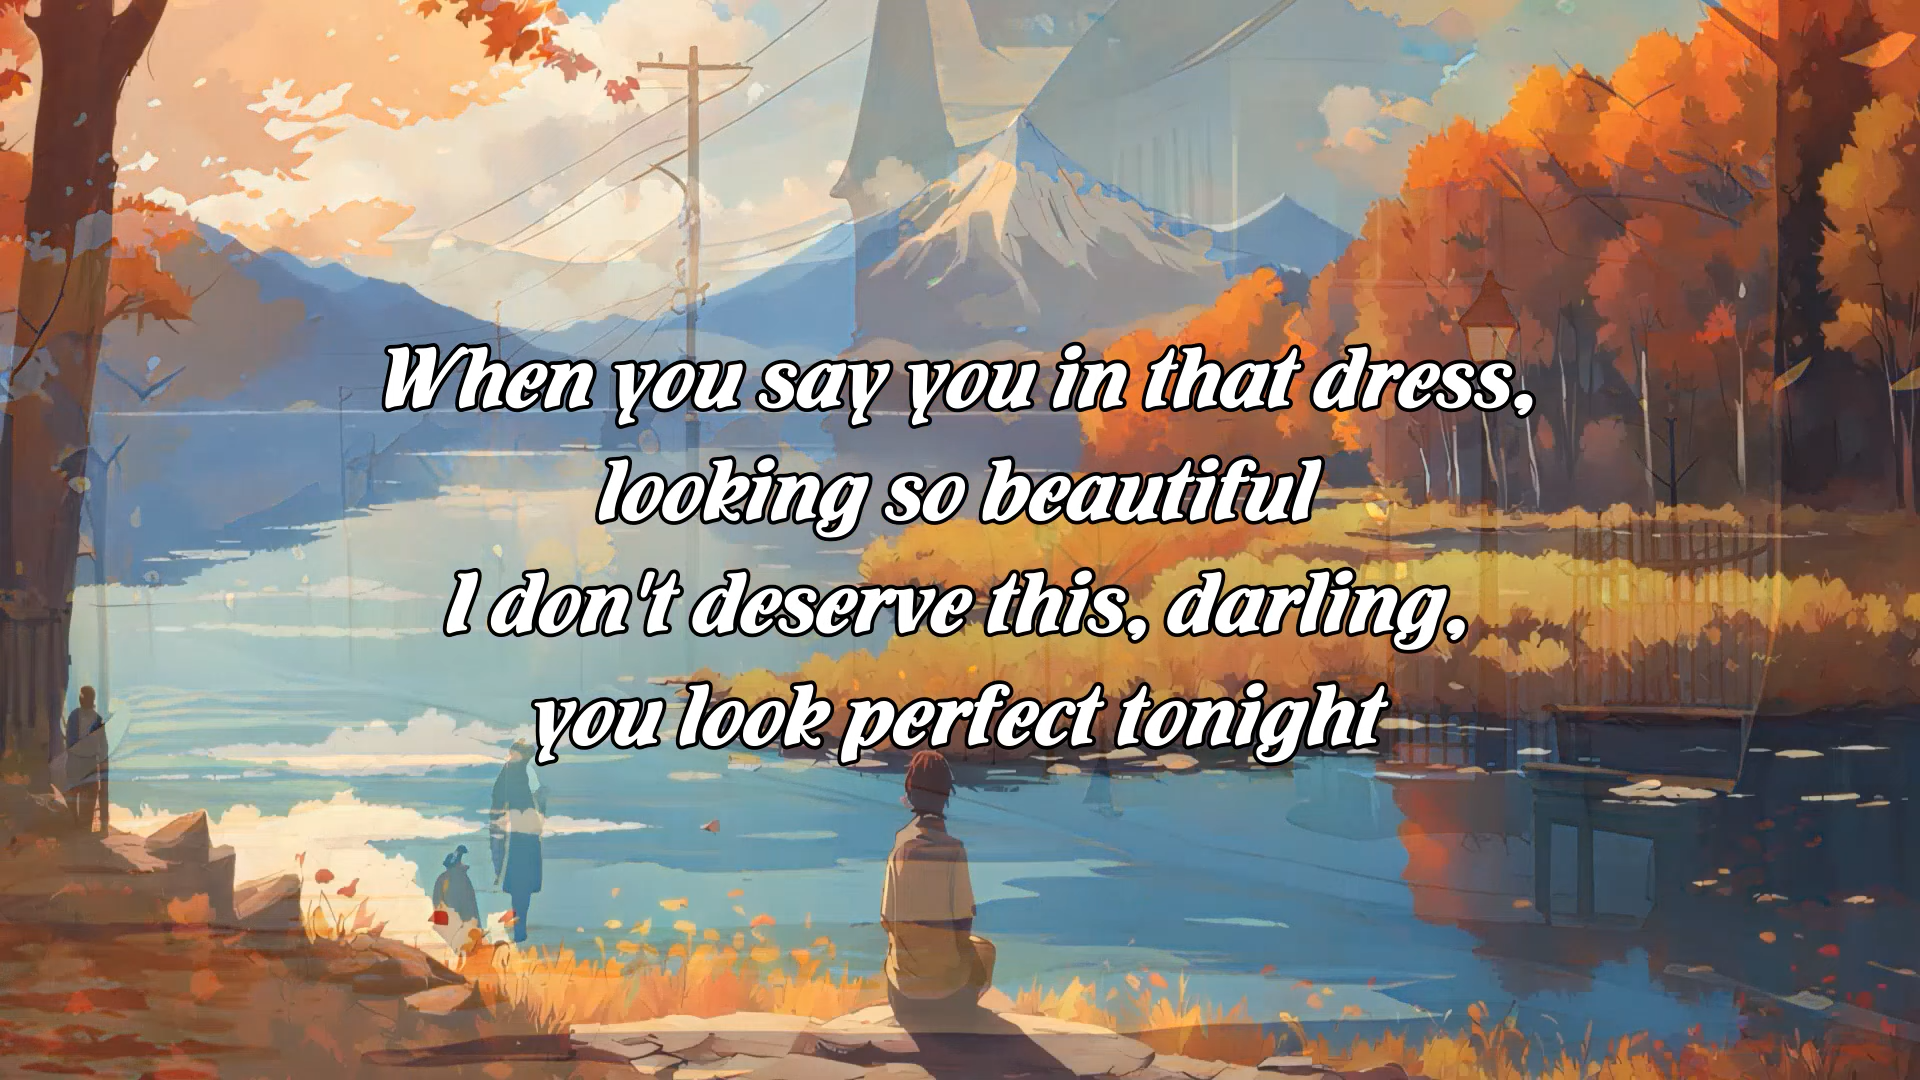 When you say you in that dress,
looking so beautiful
I don't deserve this, darling,
you look perfect tonight